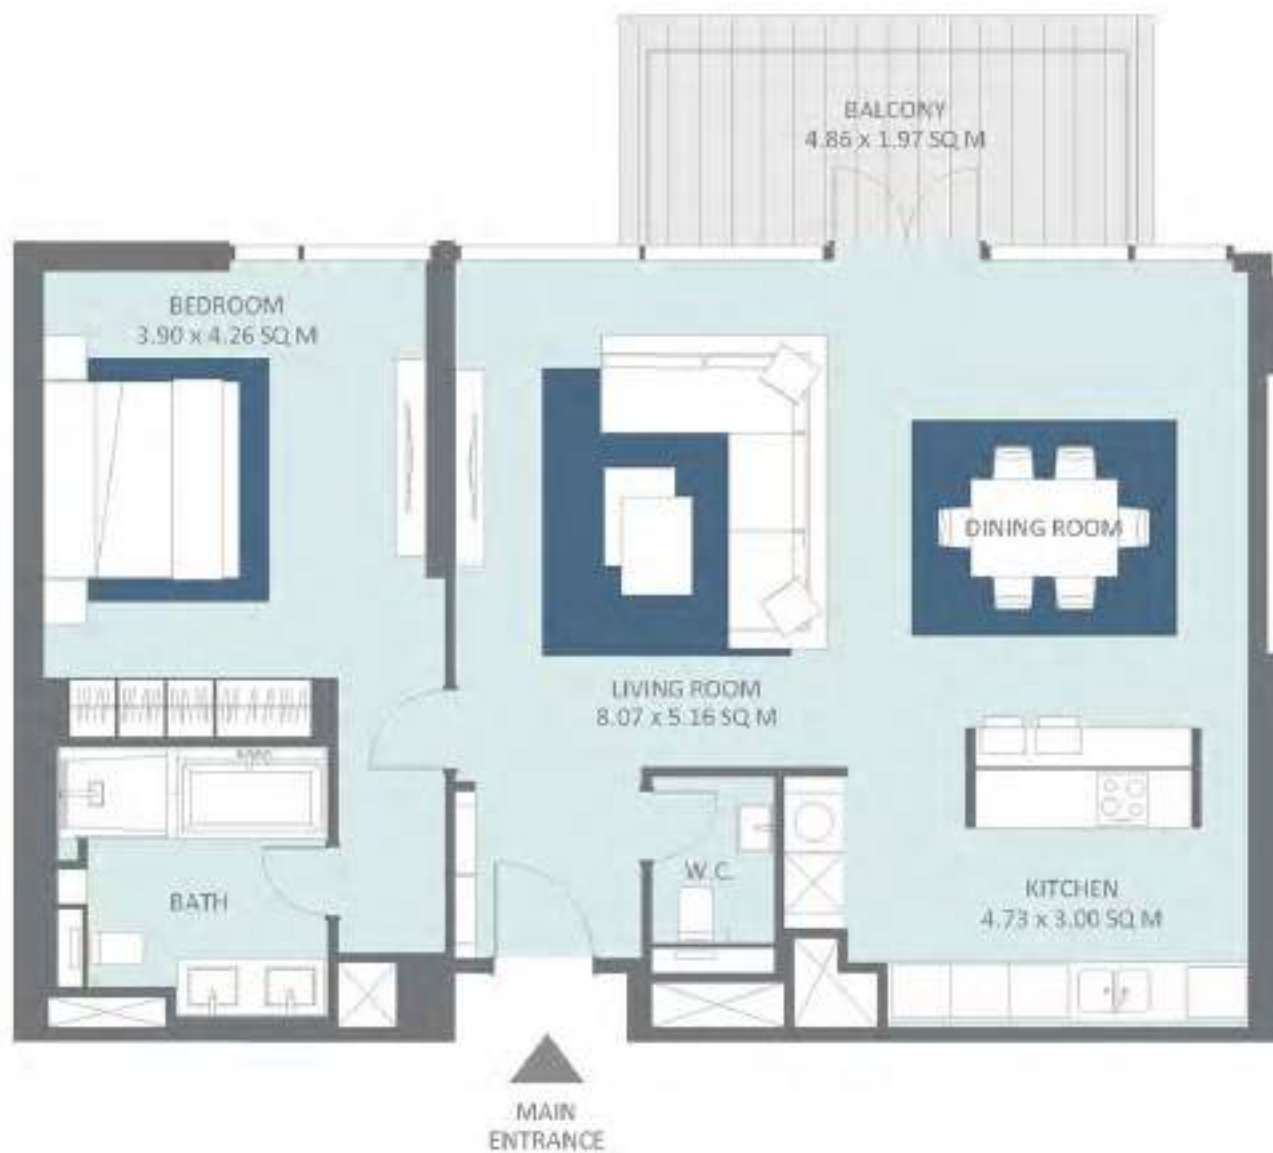 BALCONY
4.86 x 1.97 SQ M
BEDROOM
3.90 x 4.26 SQ M
DINING ROOM
LIVING ROOM
8.07 x 5.16 SQ M
W.C.
BATH
KITCHEN
4.73 x 3.00 SQ M
MAIN
ENTRANCE